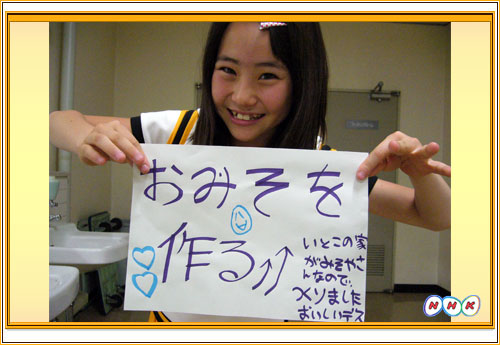 おみそを
作る↑↑
いとこの家
がみそやさ
んなので、
メソました
おいしいデス
NHK